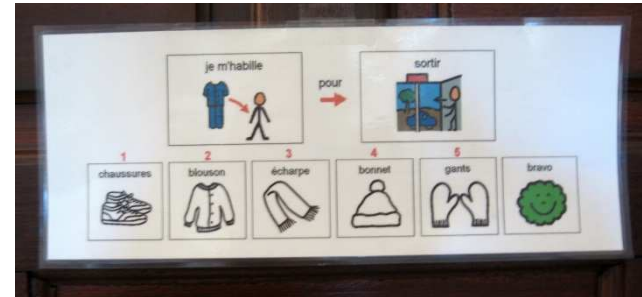 je m'habille
pour
sortir
1 2 3 4 5
chaussures blouson écharpe bonnet gants bravo